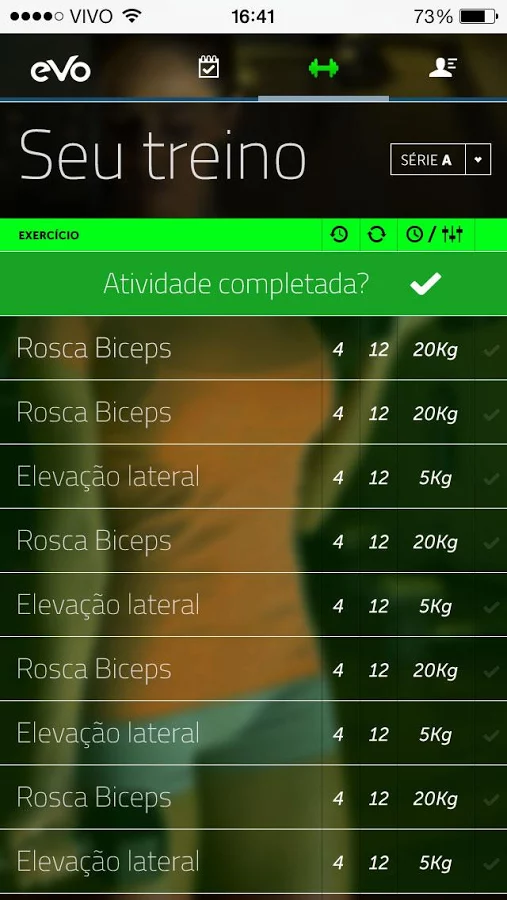 VIVO 16:41 73%
evo
Seu treino SÉRIE A
EXERCÍCIO /
Atividade completada?
Rosca Biceps 4 12 20Kg
Rosca Biceps 4 12 20Kg
Elevação lateral 4 12 5Kg
Rosca Biceps 4 12 20Kg
Elevação lateral 4 12 5Kg
Rosca Biceps 4 12 20Kg
Elevação lateral 4 12 5Kg
Rosca Biceps 4 12 20Kg
Elevação lateral 4 12 5Kg